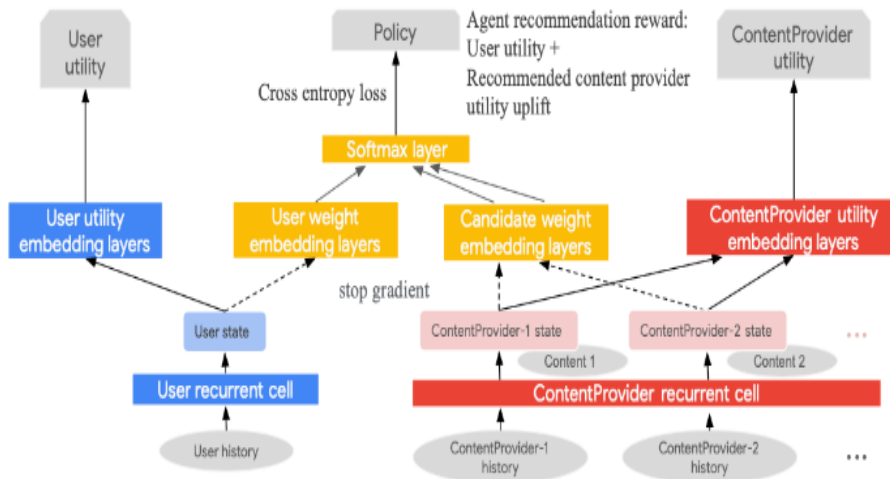 User
utility
Policy
Agent recommendation reward:
User utility +
Recommended content provider
utility uplift
ContentProvider
utility
Cross entropy loss
Softmax layer
User utility
embedding layers
User weight
embedding layers
Candidate weight
embedding layers
ContentProvider utility
embedding layers
stop gradient
User state
ContentProvider-1 state
ContentProvider-2 state
...
Content 1
Content 2
User recurrent cell
ContentProvider recurrent cell
User history
ContentProvider-1
history
ContentProvider-2
history
...